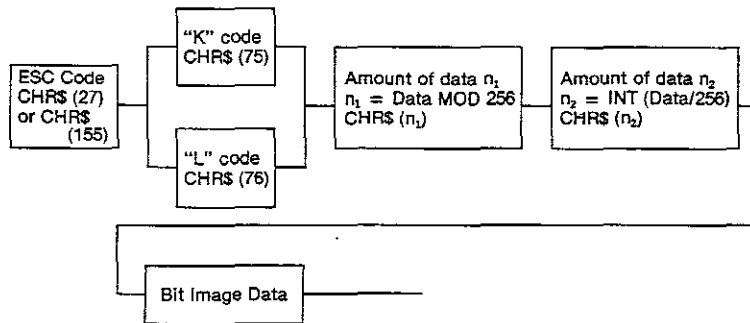 ESC Code
CHR$ (27)
or CHR$
(155)
"K" code
CHR$ (75)
"L" code
CHR$ (76)
Amount of data n₁
n₁ = Data MOD 256
CHR$ (n₁)
Amount of data n₂
n₂ = INT (Data/256)
CHR$ (n₂)
Bit Image Data